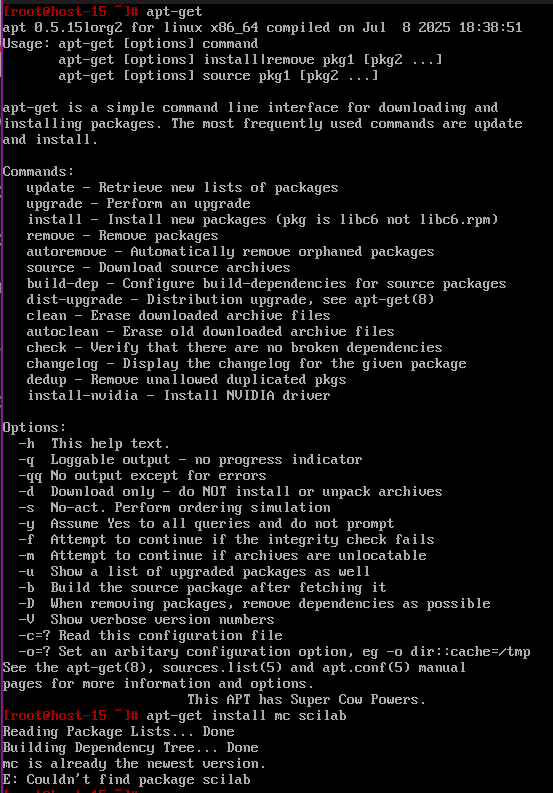 [root@host-15 ~]# apt-get
apt 0.5.15lorg2 for linux x86_64 compiled on Jul  8 2025 18:38:51
Usage: apt-get [options] command
       apt-get [options] install|remove pkg1 [pkg2 ...]
       apt-get [options] source pkg1 [pkg2 ...]

apt-get is a simple command line interface for downloading and
installing packages. The most frequently used commands are update
and install.

Commands:
   update - Retrieve new lists of packages
   upgrade - Perform an upgrade
   install - Install new packages (pkg is libc6 not libc6.rpm)
   remove - Remove packages
   autoremove - Automatically remove orphaned packages
   source - Download source archives
   build-dep - Configure build-dependencies for source packages
   dist-upgrade - Distribution upgrade, see apt-get(8)
   clean - Erase downloaded archive files
   autoclean - Erase old downloaded archive files
   check - Verify that there are no broken dependencies
   changelog - Display the changelog for the given package
   dedup - Remove unallowed duplicated pkgs
   install-nvidia - Install NVIDIA driver

Options:
  -h  This help text.
  -q  Loggable output - no progress indicator
  -qq No output except for errors
  -d  Download only - do NOT install or unpack archives
  -s  No-act. Perform ordering simulation
  -y  Assume Yes to all queries and do not prompt
  -f  Attempt to continue if the integrity check fails
  -m  Attempt to continue if archives are unlocatable
  -u  Show a list of upgraded packages as well
  -b  Build the source package after fetching it
  -D  When removing packages, remove dependencies as possible
  -V  Show verbose version numbers
  -c=? Read this configuration file
  -o=? Set an arbitary configuration option, eg -o dir::cache=/tmp
See the apt-get(8), sources.list(5) and apt.conf(5) manual
pages for more information and options.
                       This APT has Super Cow Powers.
[root@host-15 ~]# apt-get install mc scilab
Reading Package Lists... Done
Building Dependency Tree... Done
mc is already the newest version.
E: Couldn't find package scilab